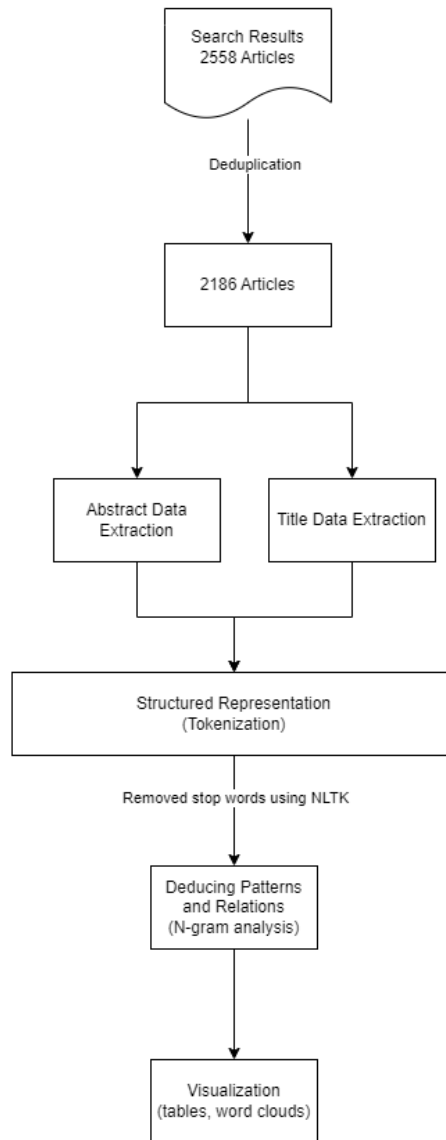 Search Results
2558 Articles
Deduplication
2186 Articles
Abstract Data
Extraction
Title Data Extraction
Structured Representation
(Tokenization)
Removed stop words using NLTK
Deducing Patterns
and Relations
(N-gram analysis)
Visualization
(tables, word clouds)